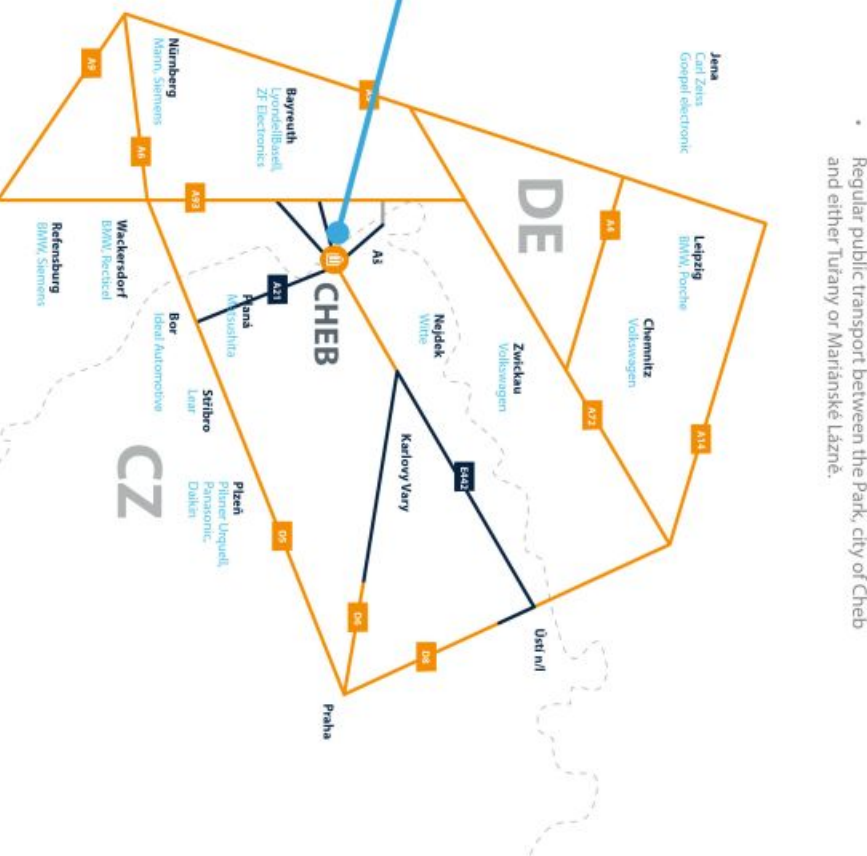 • Regular public transport between the Park, city of Cheb
and either Tuřany or Mariánské Lázně.
Jena
Carl Zeiss
Goepel electronic
Leipzig
BMW, Porche
A14
Chemnitz
Volkswagen
A4
A72
DE
Ústí n/l
Zwickau
Volkswagen
E442
Nejdek
Witte
D8
Karlovy Vary
Aš
D6
CHEB
Praha
Bayreuth
LyondellBasell,
ZF Electronics
D5
A21
Planá
Matsushita
Plzeň
Pilsner Urquell,
Panasonic,
Daikin
Stříbro
Lear
A93
Nürnberg
Mann, Siemens
Bor
Ideal Automotive
A6
CZ
Wackersdorf
BMW, Recticel
A9
Refensburg
BMW, Siemens